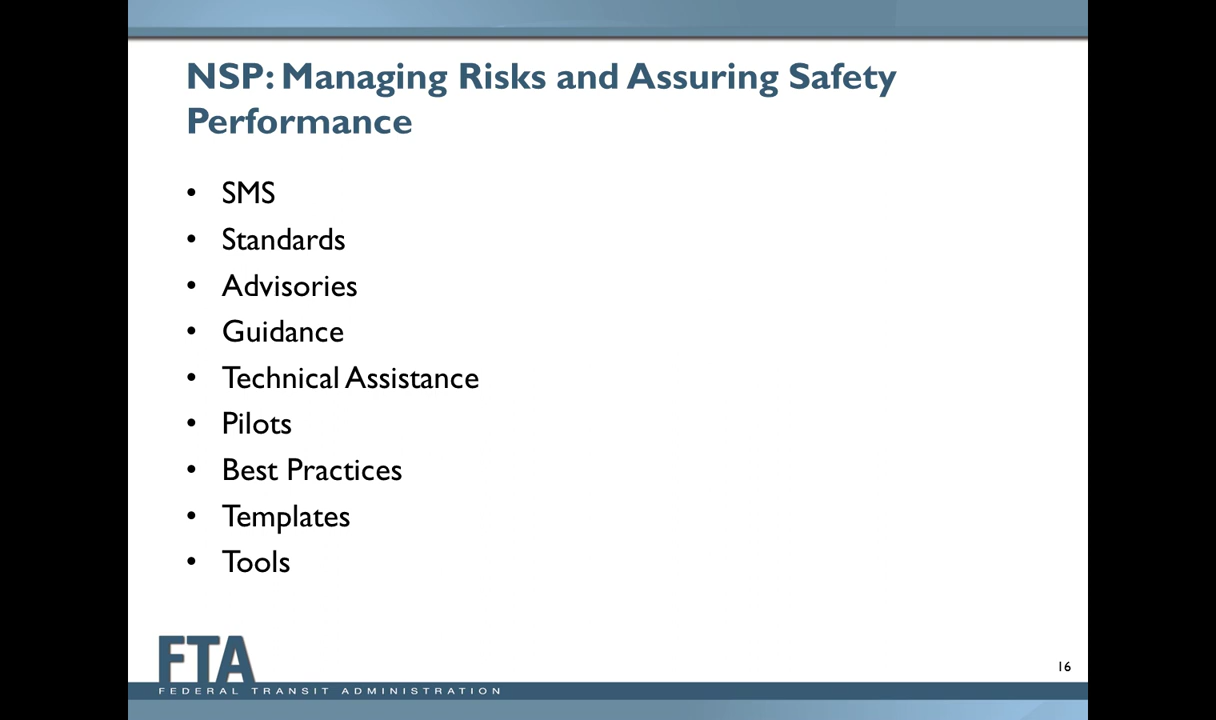 NSP: Managing Risks and Assuring Safety
Performance
• SMS
• Standards
• Advisories
• Guidance
• Technical Assistance
• Pilots
• Best Practices
• Templates
• Tools
FTA
16
FEDERAL TRANSIT ADMINISTRATION